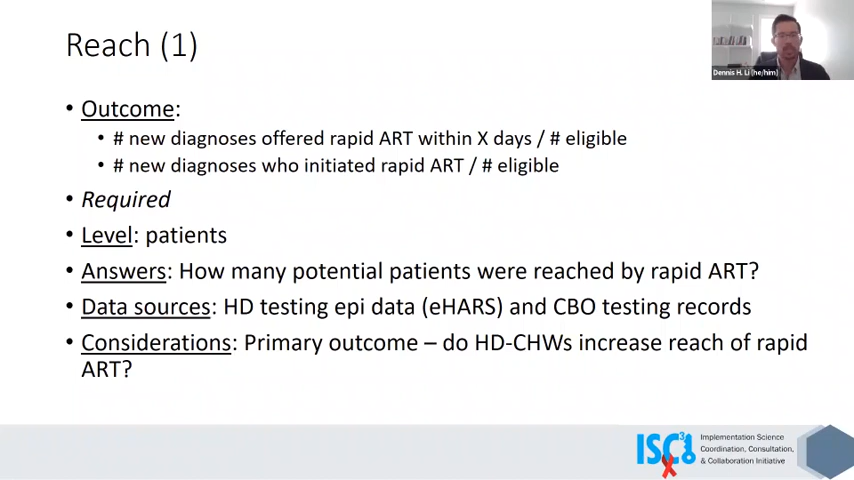 Reach (1)
Dennis H. Li (he/him)
• Outcome:
• # new diagnoses offered rapid ART within X days / # eligible
• # new diagnoses who initiated rapid ART / # eligible
• Required
• Level: patients
• Answers: How many potential patients were reached by rapid ART?
• Data sources: HD testing epi data (eHARS) and CBO testing records
• Considerations: Primary outcome – do HD-CHWs increase reach of rapid
ART?
ISC3I
Implementation Science
Coordination, Consultation,
& Collaboration Initiative